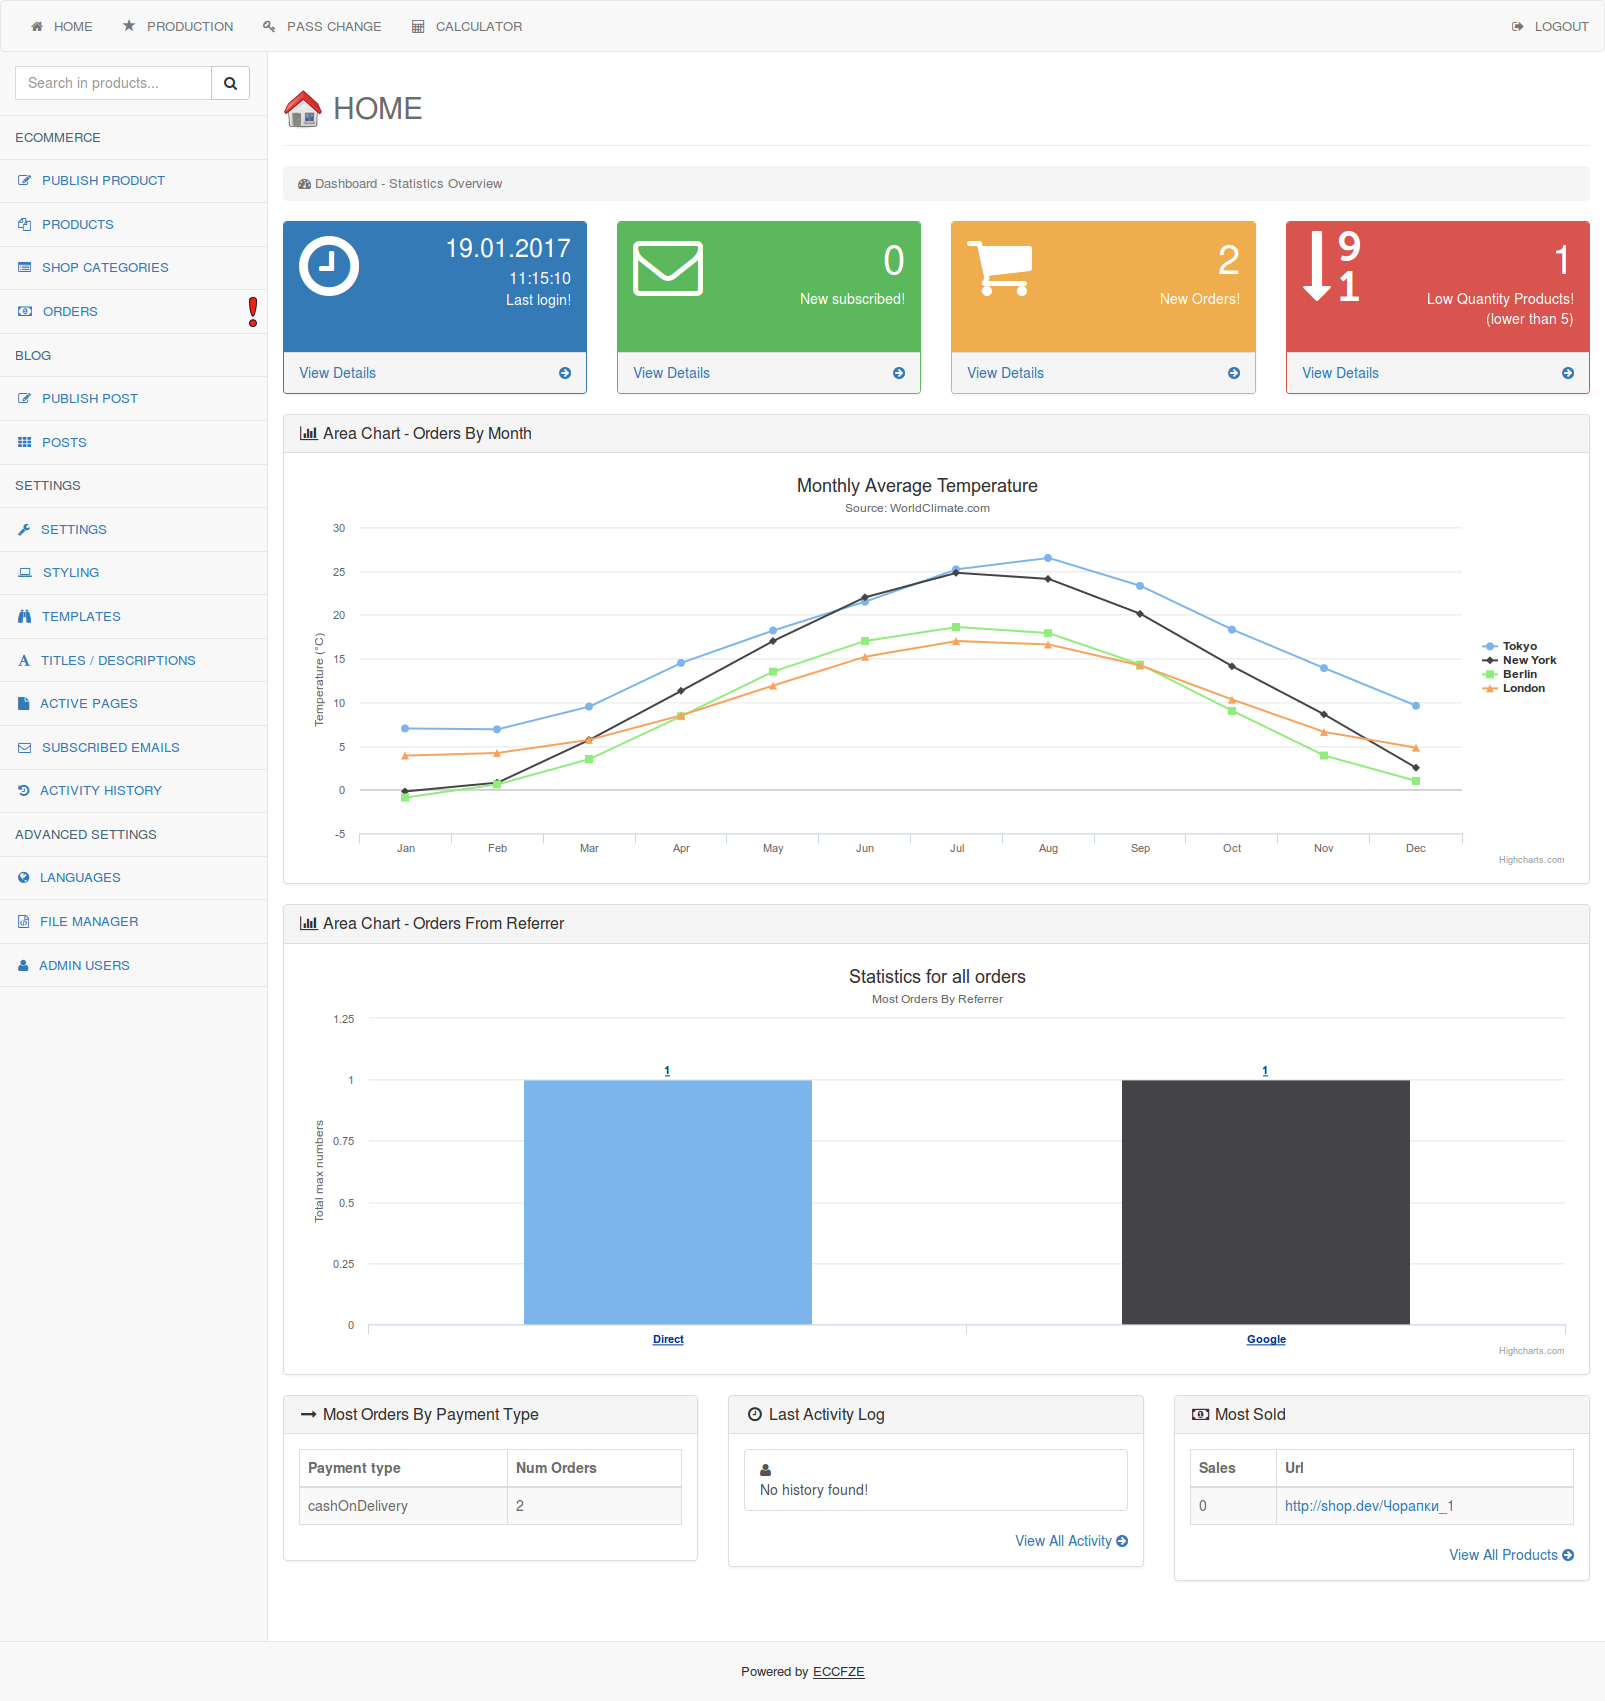 HOME
PRODUCTION
PASS CHANGE
CALCULATOR
LOGOUT
Search in products...
ECOMMERCE
PUBLISH PRODUCT
PRODUCTS
SHOP CATEGORIES
ORDERS
BLOG
PUBLISH POST
POSTS
SETTINGS
SETTINGS
STYLING
TEMPLATES
TITLES / DESCRIPTIONS
ACTIVE PAGES
SUBSCRIBED EMAILS
ACTIVITY HISTORY
ADVANCED SETTINGS
LANGUAGES
FILE MANAGER
ADMIN USERS
HOME
Dashboard - Statistics Overview
19.01.2017
11:15:10
Last login!
View Details
0
New subscribed!
View Details
2
New Orders!
View Details
9
1
1
Low Quantity Products!
(lower than 5)
View Details
Area Chart - Orders By Month
Monthly Average Temperature
Source: WorldClimate.com
Temperature (°C)
30
25
20
15
10
5
0
-5
Jan Feb Mar Apr May Jun Jul Aug Sep Oct Nov Dec
Tokyo
New York
Berlin
London
Highcharts.com
Area Chart - Orders From Referrer
Statistics for all orders
Most Orders By Referrer
Total max numbers
1.25
1
0.75
0.5
0.25
0
1
1
Direct
Google
Highcharts.com
Most Orders By Payment Type
Payment type Num Orders
cashOnDelivery 2
Last Activity Log
No history found!
View All Activity
Most Sold
Sales Url
0 http://shop.dev/Чорапки_1
View All Products
Powered by ECCFZE